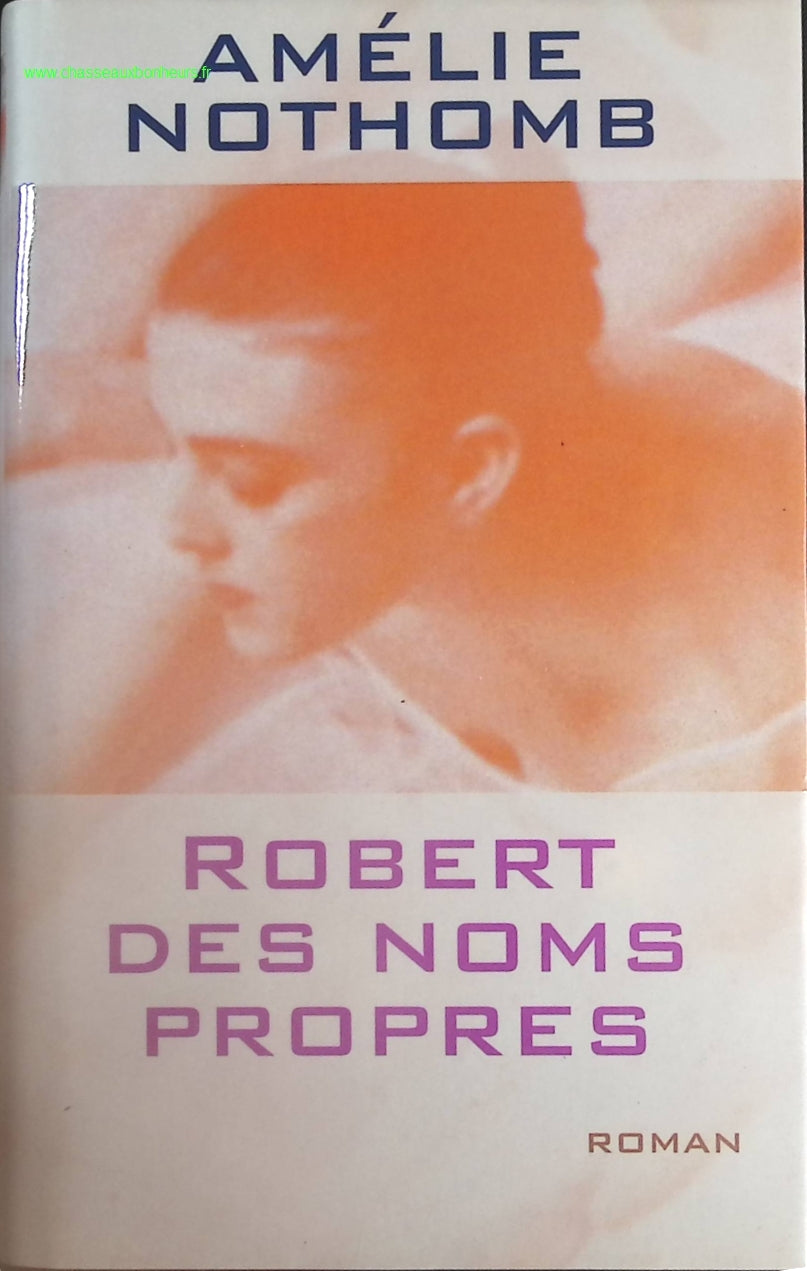 AMÉLIE
www.chasseauxbonheurs.fr
NOTHOMB
ROBERT
DES NOMS
PROPRES
ROMAN